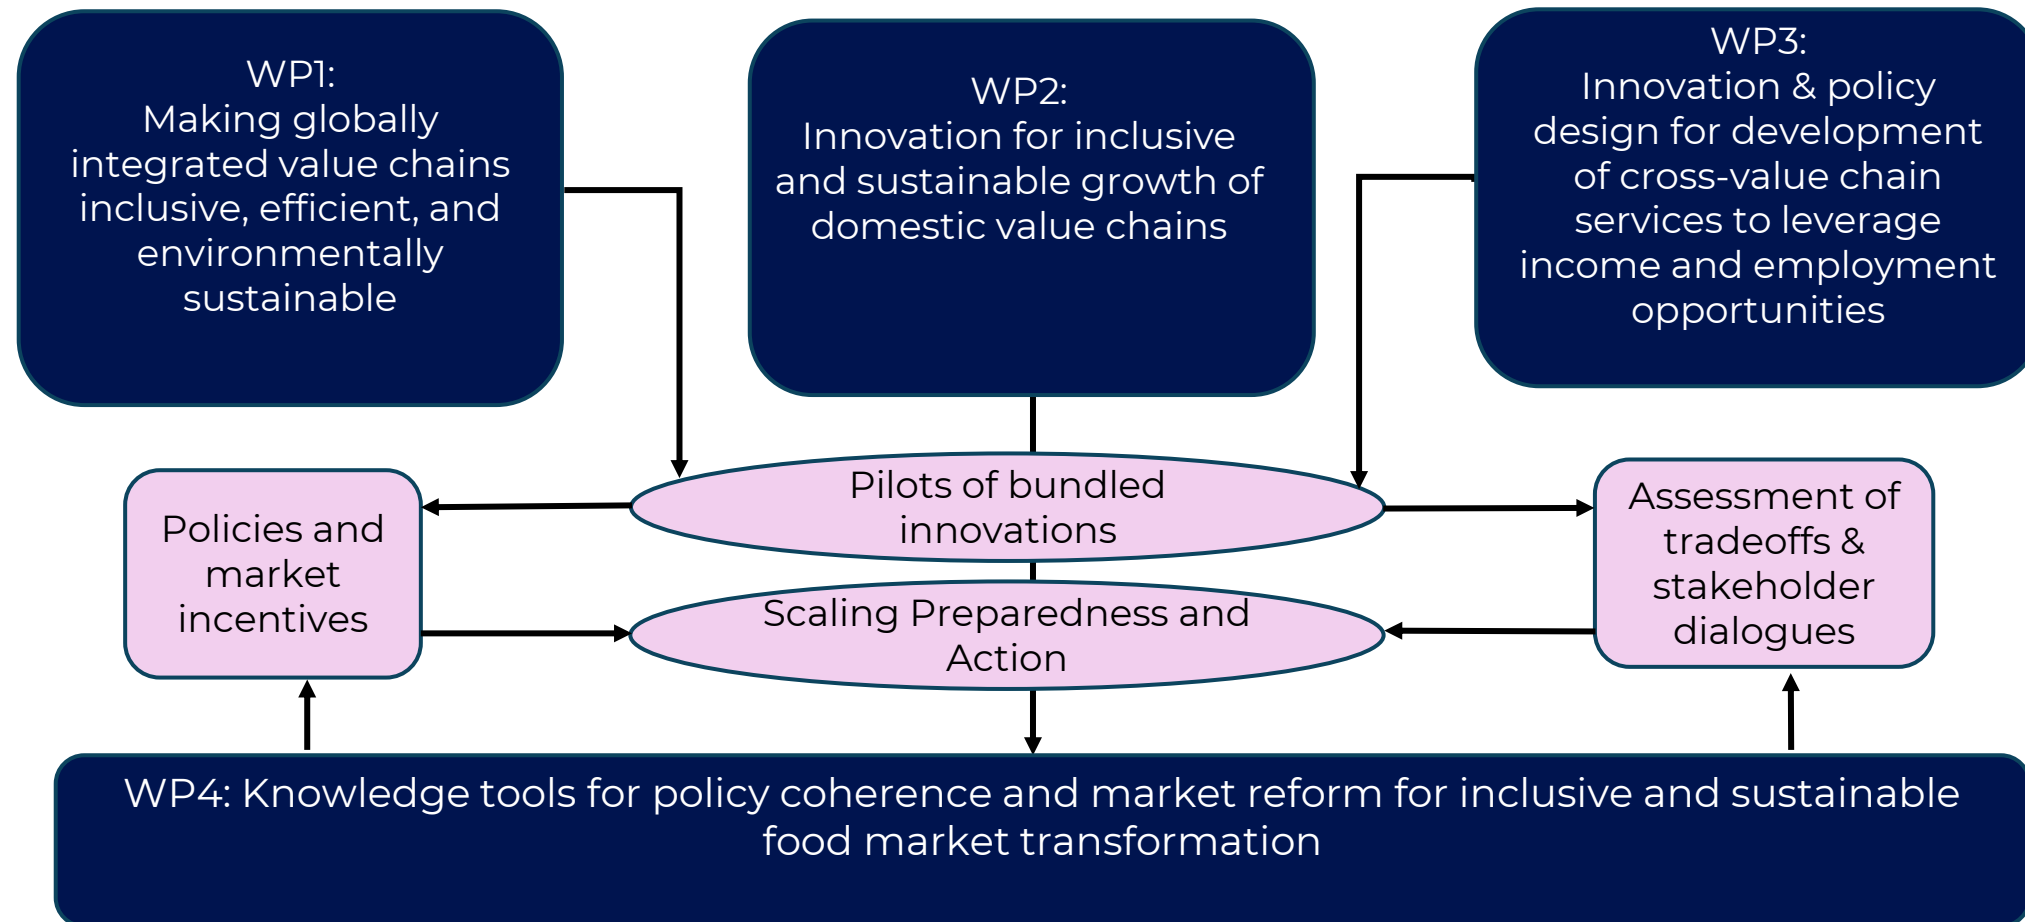 WP1:
Making globally
integrated value chains
inclusive, efficient, and
environmentally
sustainable
WP2:
Innovation for inclusive
and sustainable growth of
domestic value chains
WP3:
Innovation & policy
design for development
of cross-value chain
services to leverage
income and employment
opportunities
Pilots of bundled
innovations
Policies and
market
incentives
Scaling Preparedness and
Action
Assessment of
tradeoffs &
stakeholder
dialogues
WP4: Knowledge tools for policy coherence and market reform for inclusive and sustainable
food market transformation